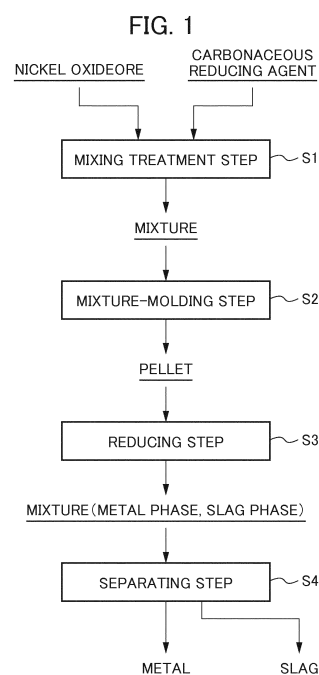 FIG. 1
NICKEL OXIDEORE
CARBONACEOUS
REDUCING AGENT
MIXING TREATMENT STEP
S1
MIXTURE
MIXTURE-MOLDING STEP
S2
PELLET
REDUCING STEP
S3
MIXTURE(METAL PHASE, SLAG PHASE)
SEPARATING STEP
S4
METAL
SLAG